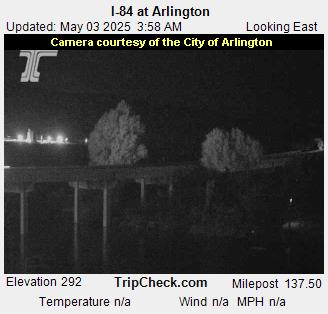 I-84 at Arlington
Updated: May 03 2025 3:58 AM Looking East
Camera courtesy of the City of Arlington
Elevation 292 TripCheck.com Milepost 137.50
Temperature n/a Wind n/a MPH n/a